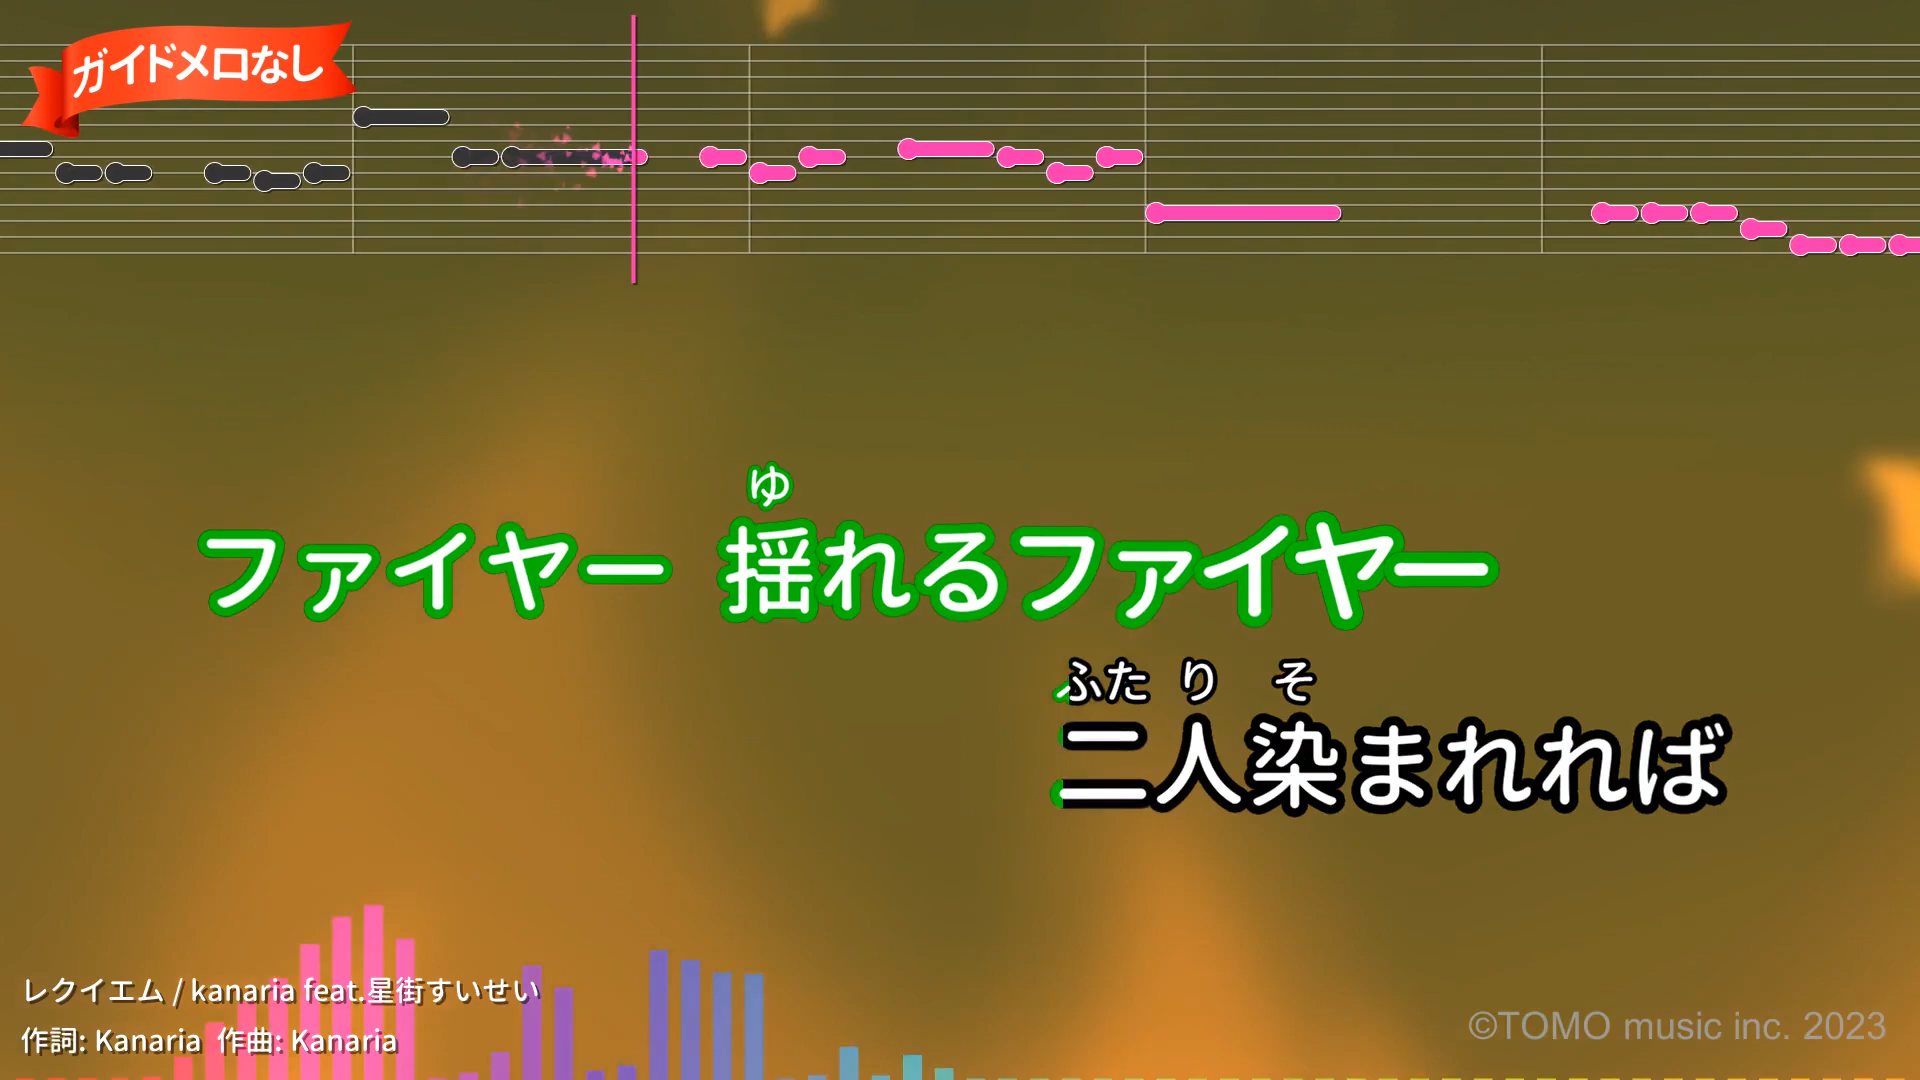 ガイドメロなし
ゆ
ファイヤー 揺れるファイヤー
ふたり そ
二人染まれれば
レクイエム / kanaria feat.星街すいせい
作詞: Kanaria 作曲: Kanaria
©TOMO music inc. 2023